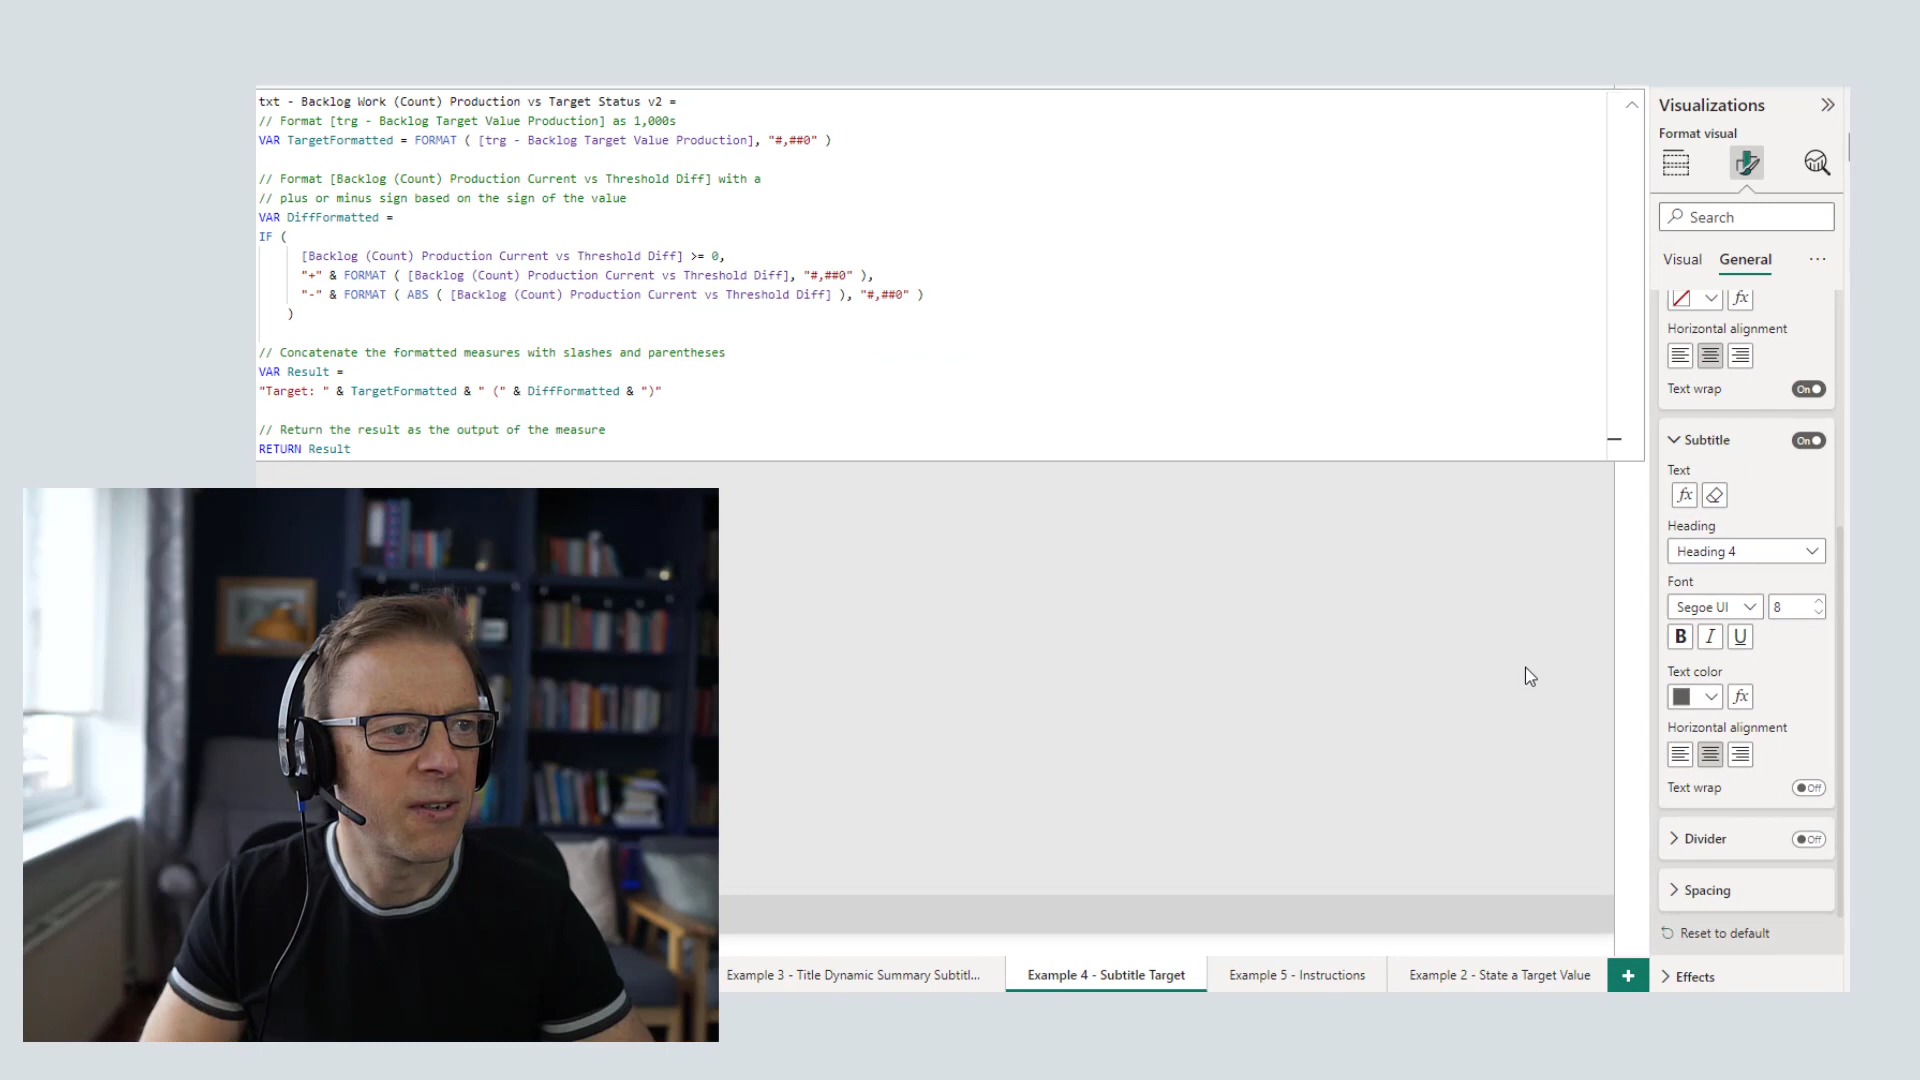 txt - Backlog Work (Count) Production vs Target Status v2 =
// Format [trg - Backlog Target Value Production] as 1,000s
VAR TargetFormatted = FORMAT ( [trg - Backlog Target Value Production], "#,##0" )
// Format [Backlog (Count) Production Current vs Threshold Diff] with a
// plus or minus sign based on the sign of the value
VAR DiffFormatted =
IF (
[Backlog (Count) Production Current vs Threshold Diff] >= 0,
"+" & FORMAT ( [Backlog (Count) Production Current vs Threshold Diff], "#,##0" ),
"-" & FORMAT ( ABS ( [Backlog (Count) Production Current vs Threshold Diff] ), "#,##0" )
)
// Concatenate the formatted measures with slashes and parentheses
VAR Result =
"Target: " & TargetFormatted & " (" & DiffFormatted & ")"
// Return the result as the output of the measure
RETURN Result
Visualizations
Format visual
Search
Visual General ...
fx
Horizontal alignment
Text wrap On
Subtitle On
Text
fx
Heading
Heading 4
Font
Segoe UI 8
B I U
Text color
fx
Horizontal alignment
Text wrap Off
Divider Off
Spacing
Reset to default
Effects
Example 3 - Title Dynamic Summary Subtitl... Example 4 - Subtitle Target Example 5 - Instructions Example 2 - State a Target Value +